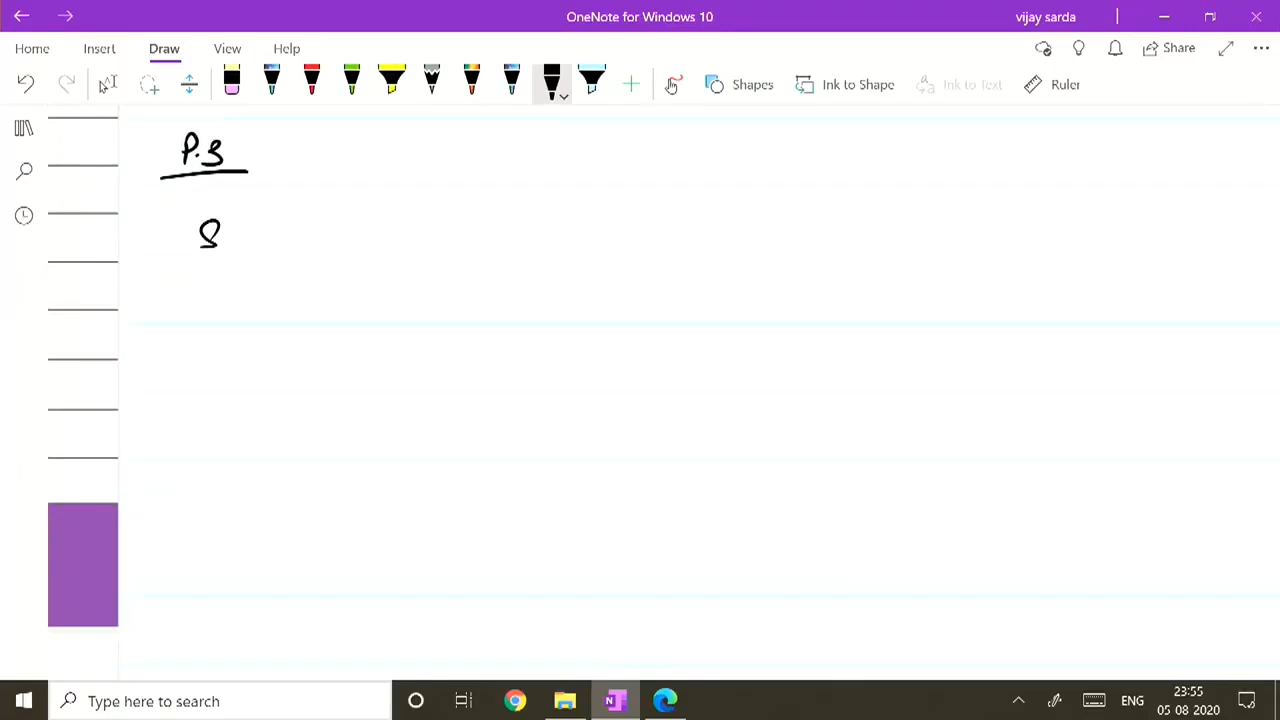 OneNote for Windows 10
vijay sarda
Home Insert Draw View Help
Share
Shapes Ink to Shape Ink to Text Ruler
P.S
S
Type here to search
ENG
23:55
05-08-2020